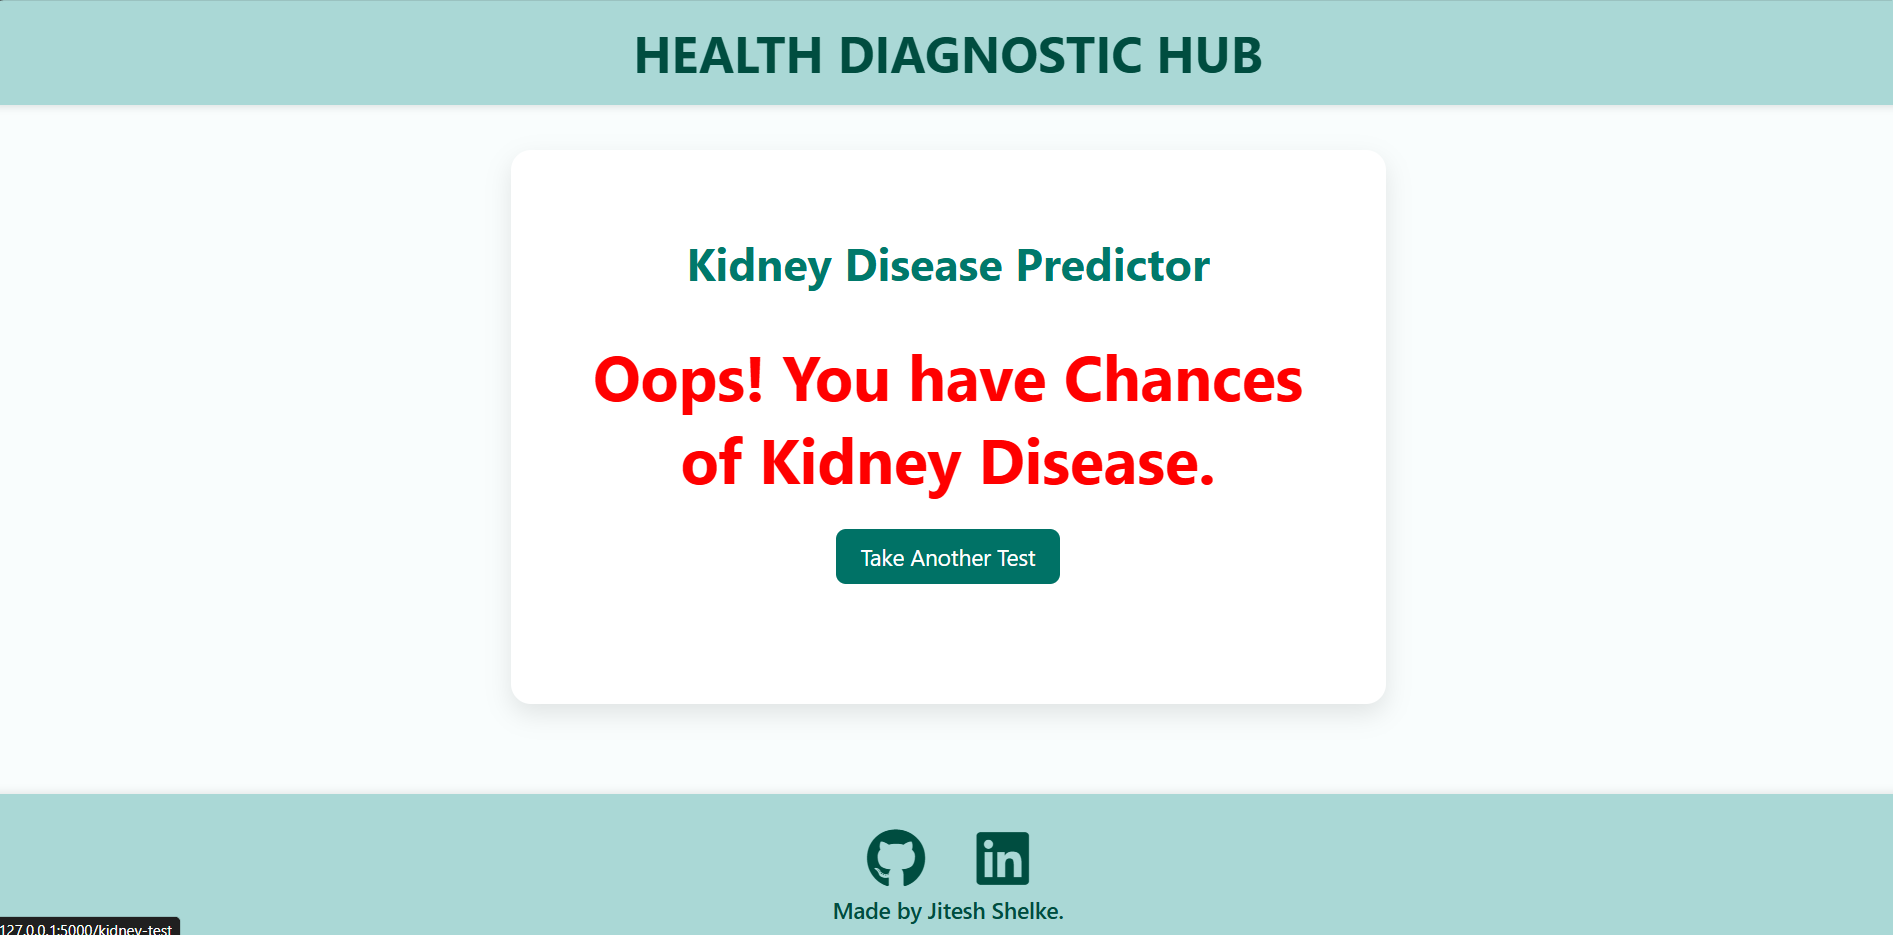 HEALTH DIAGNOSTIC HUB
Kidney Disease Predictor
Oops! You have Chances
of Kidney Disease.
Take Another Test
in
Made by Jitesh Shelke.
127.0.0.1:5000/kidney-test